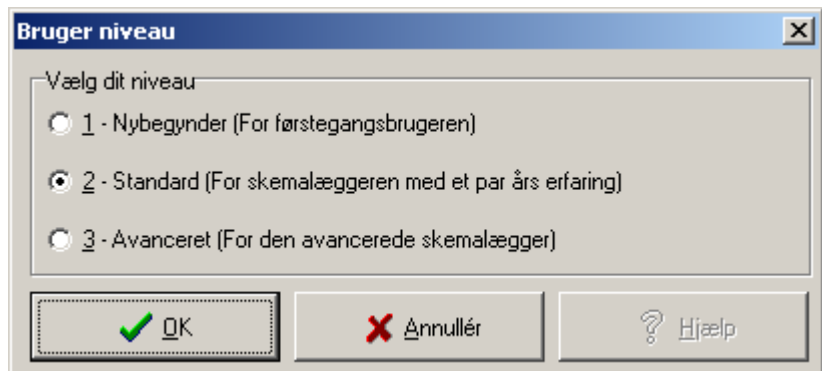 Bruger niveau
Vælg dit niveau
1 - Nybegynder (For førstegangsbrugeren)
2 - Standard (For skemalæggeren med et par års erfaring)
3 - Avanceret (For den avancerede skemalægger)
OK
Annullér
Hjælp